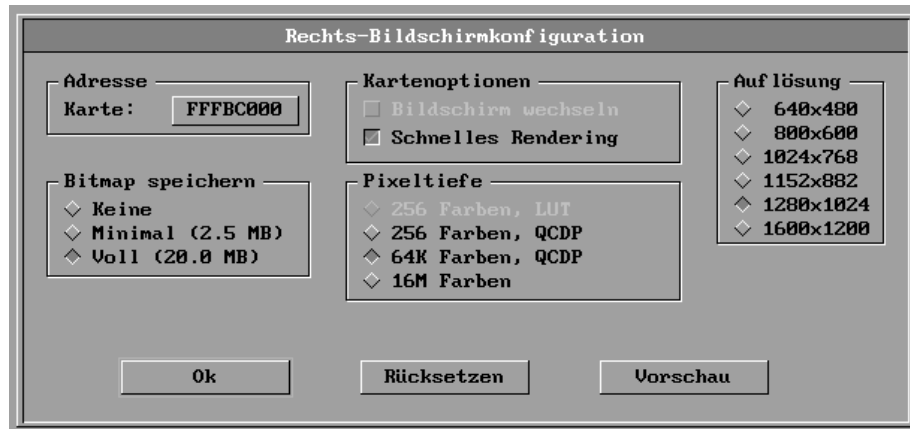 Rechts-Bildschirmkonfiguration
Adresse
Karte: FFFBC000
Kartenoptionen
Bildschirm wechseln
Schnelles Rendering
Auflösung
640x480
800x600
1024x768
1152x882
1280x1024
1600x1200
Bitmap speichern
Keine
Minimal (2.5 MB)
Voll (20.0 MB)
Pixeltiefe
256 Farben, LUT
256 Farben, QCDP
64K Farben, QCDP
16M Farben
Ok
Rücksetzen
Vorschau